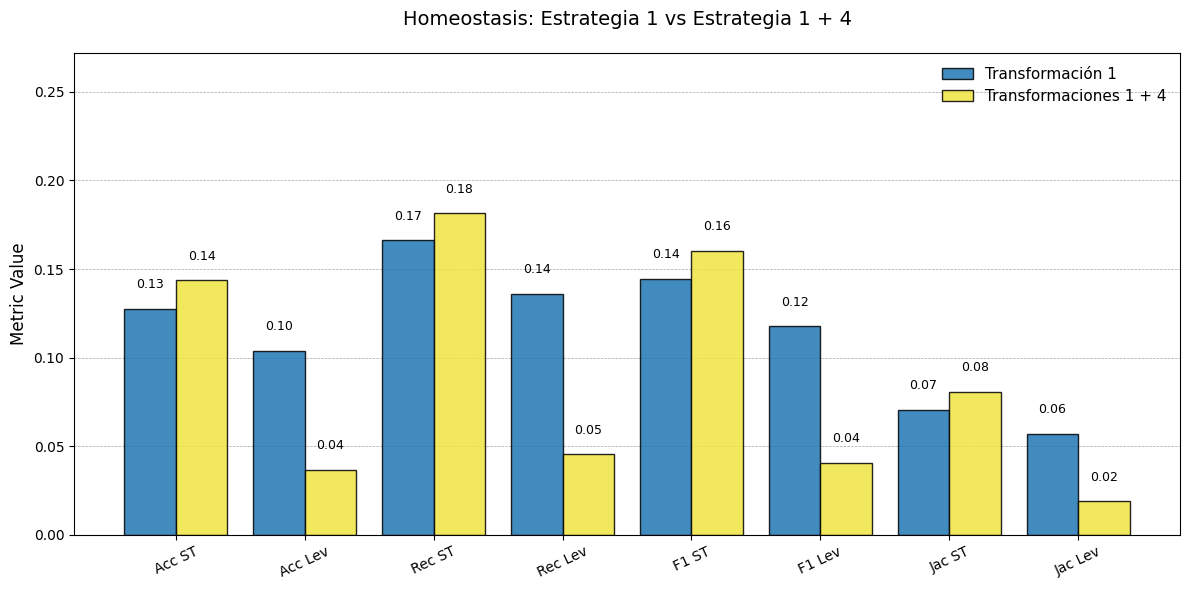 Homeostasis: Estrategia 1 vs Estrategia 1 + 4
Transformación 1
Transformaciones 1 + 4
Metric Value
0.25
0.20
0.15
0.10
0.05
0.00
0.13
0.14
0.10
0.04
0.17
0.18
0.14
0.05
0.14
0.16
0.12
0.04
0.07
0.08
0.06
0.02
Acc ST
Acc Lev
Rec ST
Rec Lev
F1 ST
F1 Lev
Jac ST
Jac Lev